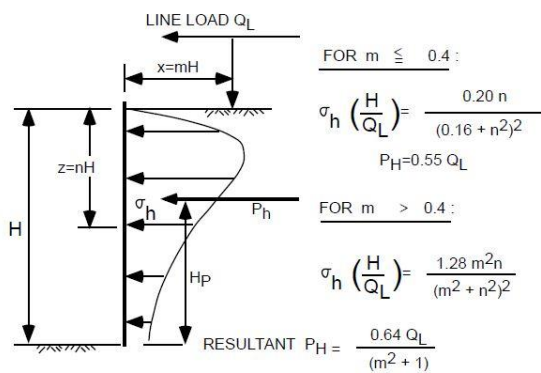 LINE LOAD Q_L
x=mH
z=nH
H
σ_h
P_h
H_P
FOR m ≦ 0.4 :
σ_h (H/Q_L) = 0.20 n / (0.16 + n²)²
P_H=0.55 Q_L
FOR m > 0.4 :
σ_h (H/Q_L) = 1.28 m²n / (m² + n²)²
RESULTANT P_H = 0.64 Q_L / (m² + 1)